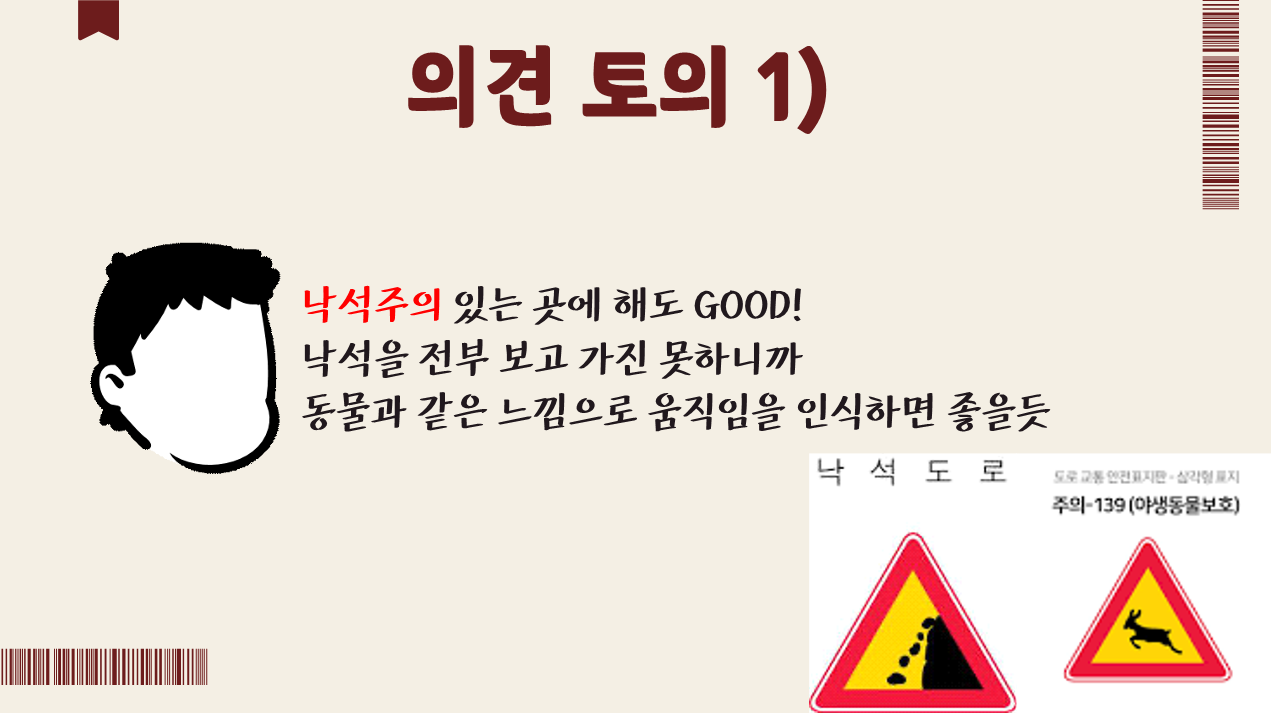 의견 토의 1)
낙석주의 있는 곳에 해도 GOOD!
낙석을 전부 보고 가진 못하니까
동물과 같은 느낌으로 움직임을 인식하면 좋을듯
낙 석 도 로
도로 교통 안전표지판 - 삼각형 표지
주의-139 (야생동물보호)